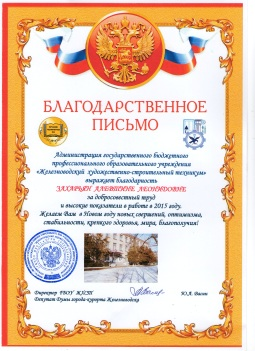 БЛАГОДАРСТВЕННОЕ
ПИСЬМО
Администрация государственного бюджетного
профессионального образовательного учреждения
«Железноводский художественно-строительный техникум»
выражает благодарность
ЗАХАРЬЯН АЛЕВТИНЕ ЛЕОНИДОВНЕ
за добросовестный труд
и высокие показатели в работе в 2015 году.
Желаем Вам в Новом году новых свершений, оптимизма,
стабильности, крепкого здоровья, мира, благополучия!
Директор ГБОУ ЖХСТ
Депутат Думы города-курорта Железноводска